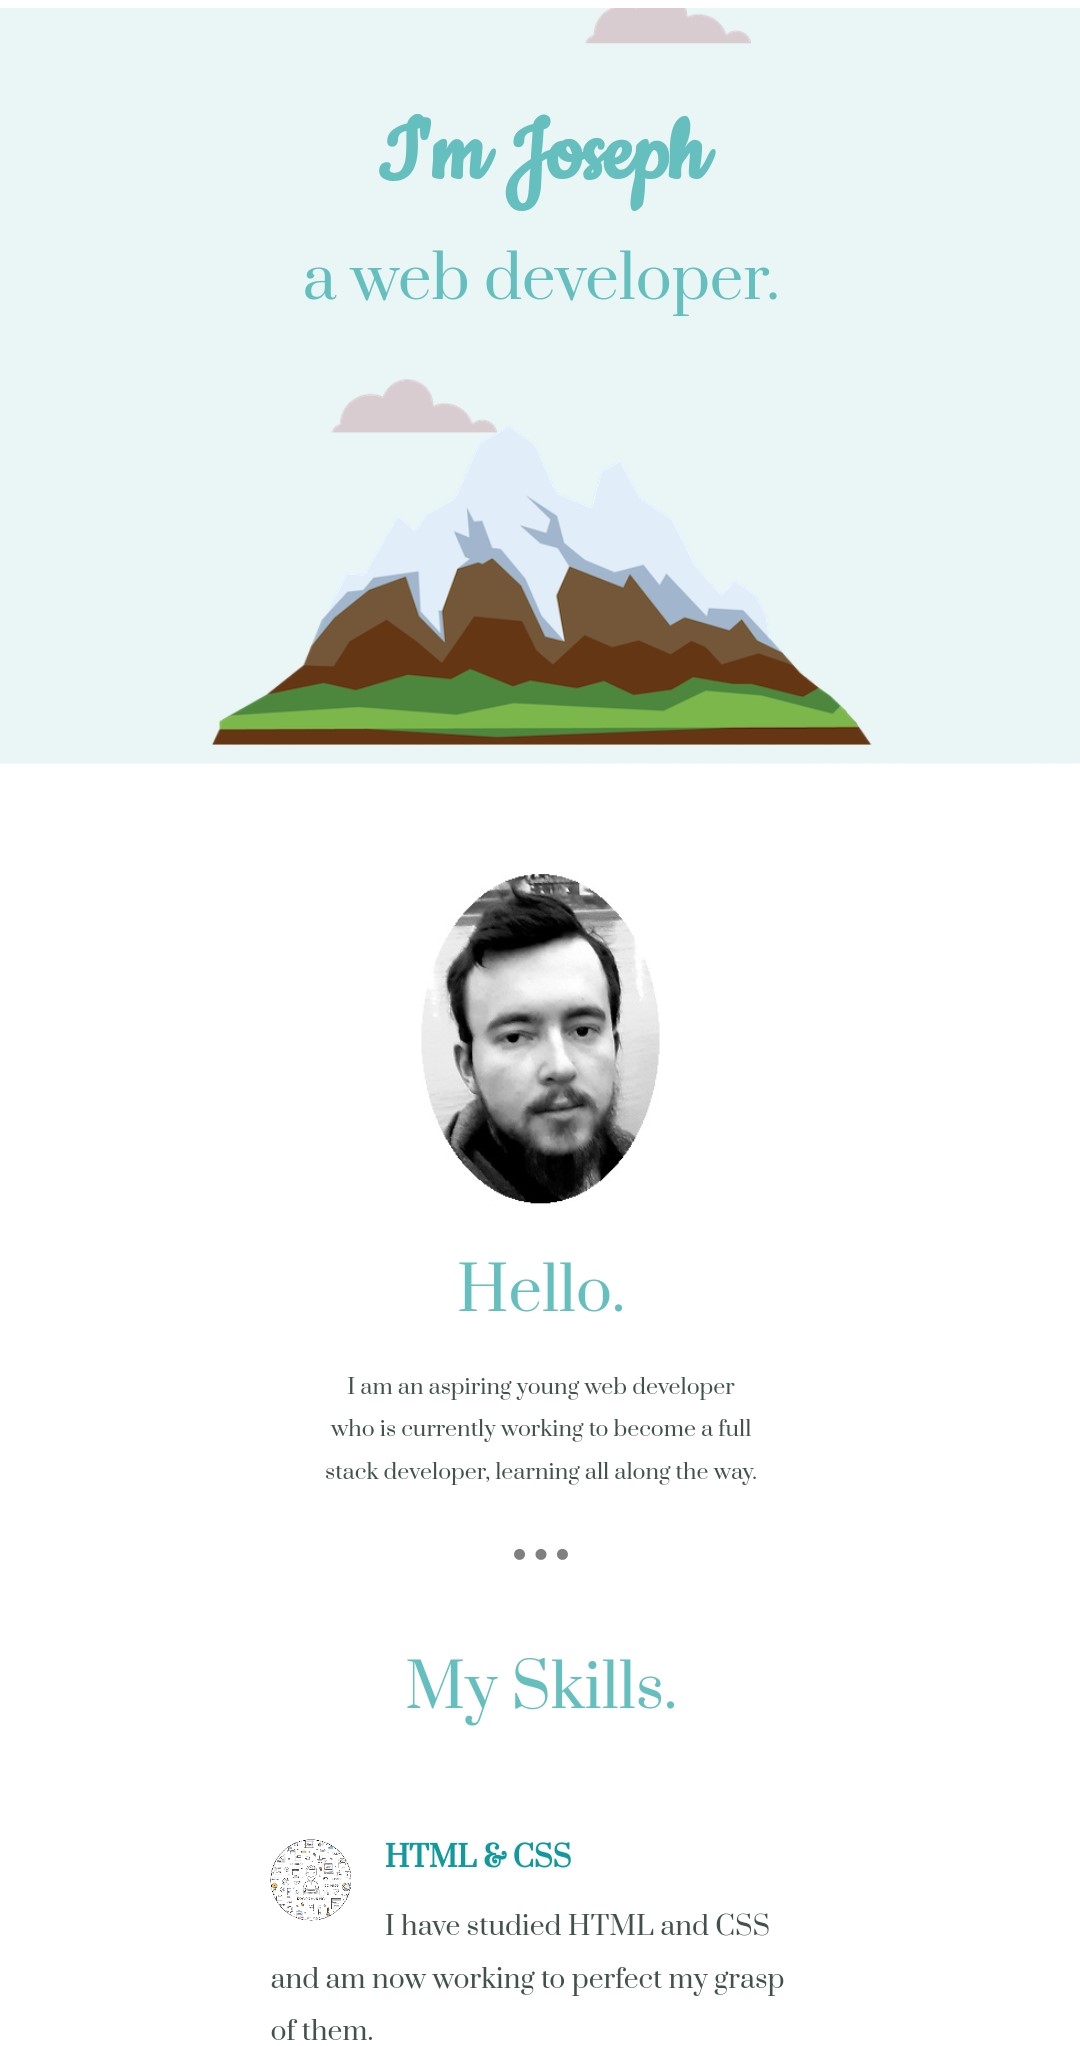 I'm Joseph
a web developer.
Hello.
I am an aspiring young web developer
who is currently working to become a full
stack developer, learning all along the way.
My Skills.
HTML & CSS
I have studied HTML and CSS
and am now working to perfect my grasp
of them.